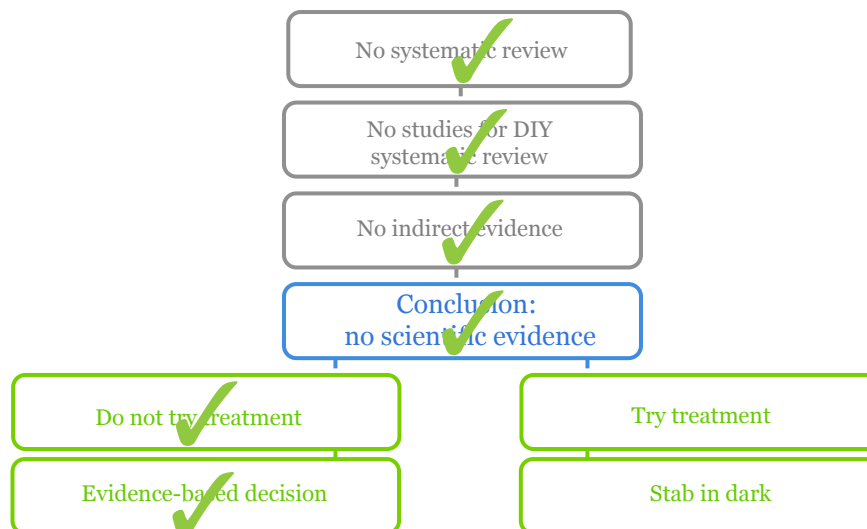 No systematic review
No studies for DIY
systematic review
No indirect evidence
Conclusion:
no scientific evidence
Do not try treatment
Try treatment
Evidence-based decision
Stab in dark